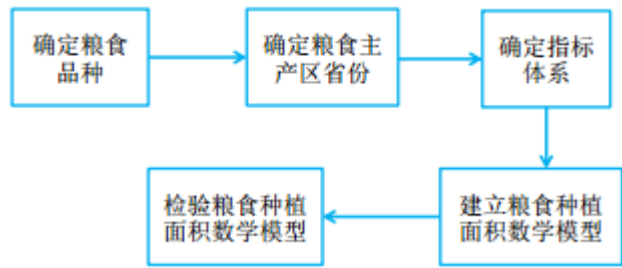 确定粮食
品种
确定粮食主
产区省份
确定指标
体系
建立粮食种植
面积数学模型
检验粮食种植
面积数学模型